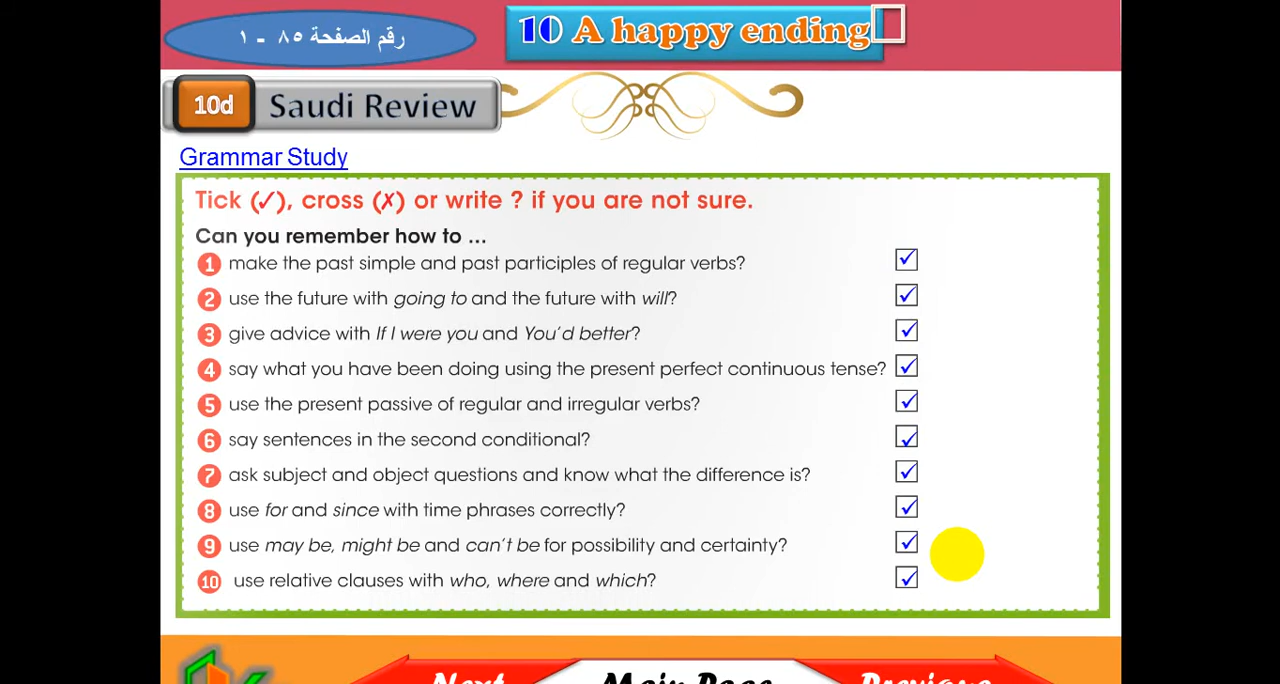 رقم الصفحة ٨٥ - ١
10 A happy ending
10d Saudi Review
Grammar Study
Tick (✓), cross (✗) or write ? if you are not sure.
Can you remember how to ...
1 make the past simple and past participles of regular verbs? ✓
2 use the future with going to and the future with will? ✓
3 give advice with If I were you and You'd better? ✓
4 say what you have been doing using the present perfect continuous tense? ✓
5 use the present passive of regular and irregular verbs? ✓
6 say sentences in the second conditional? ✓
7 ask subject and object questions and know what the difference is? ✓
8 use for and since with time phrases correctly? ✓
9 use may be, might be and can't be for possibility and certainty? ✓
10 use relative clauses with who, where and which? ✓
Next Main Page Previous